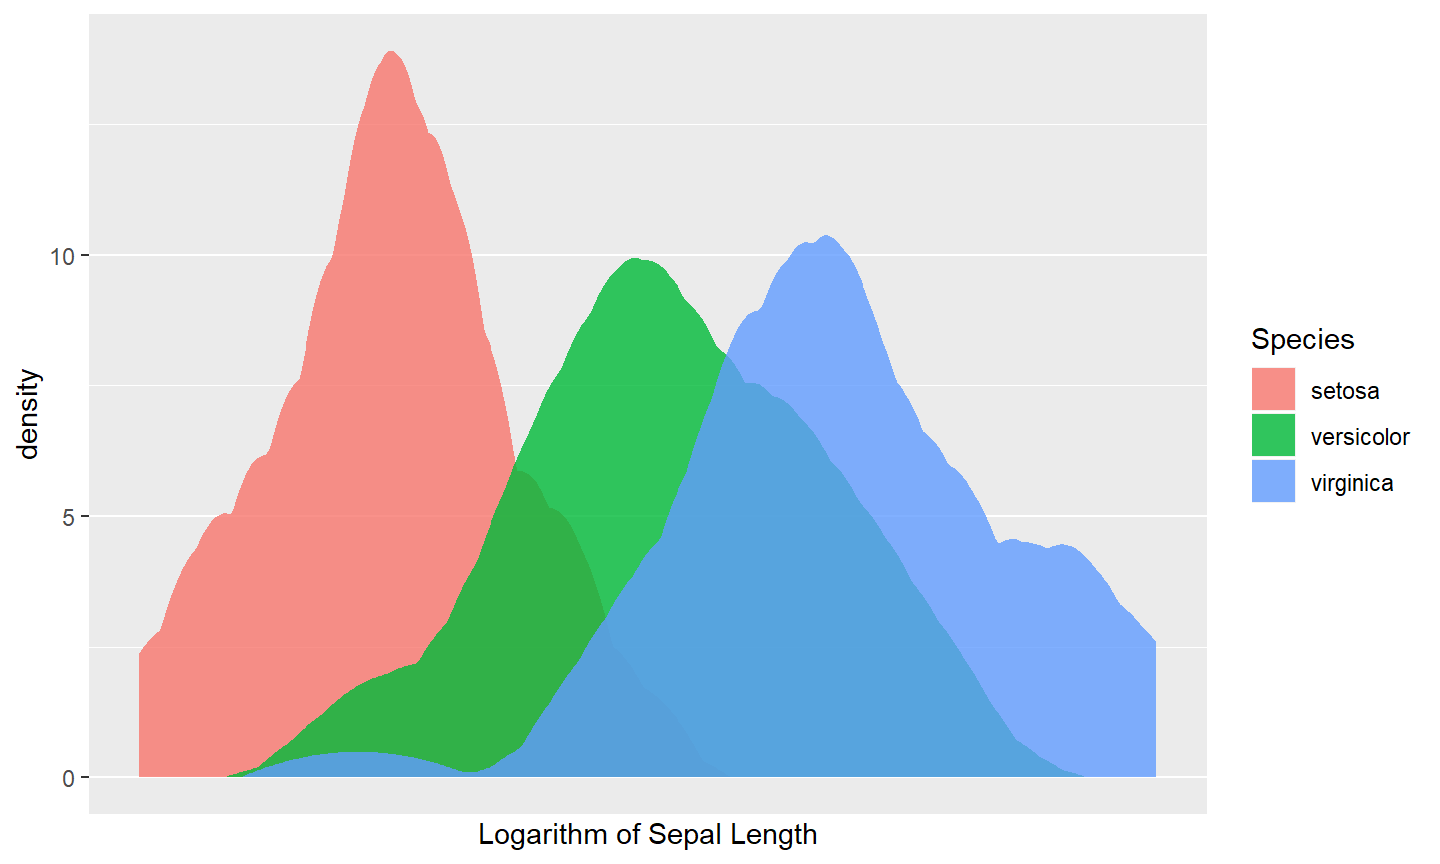 density
10
5
0
Logarithm of Sepal Length
Species
setosa
versicolor
virginica